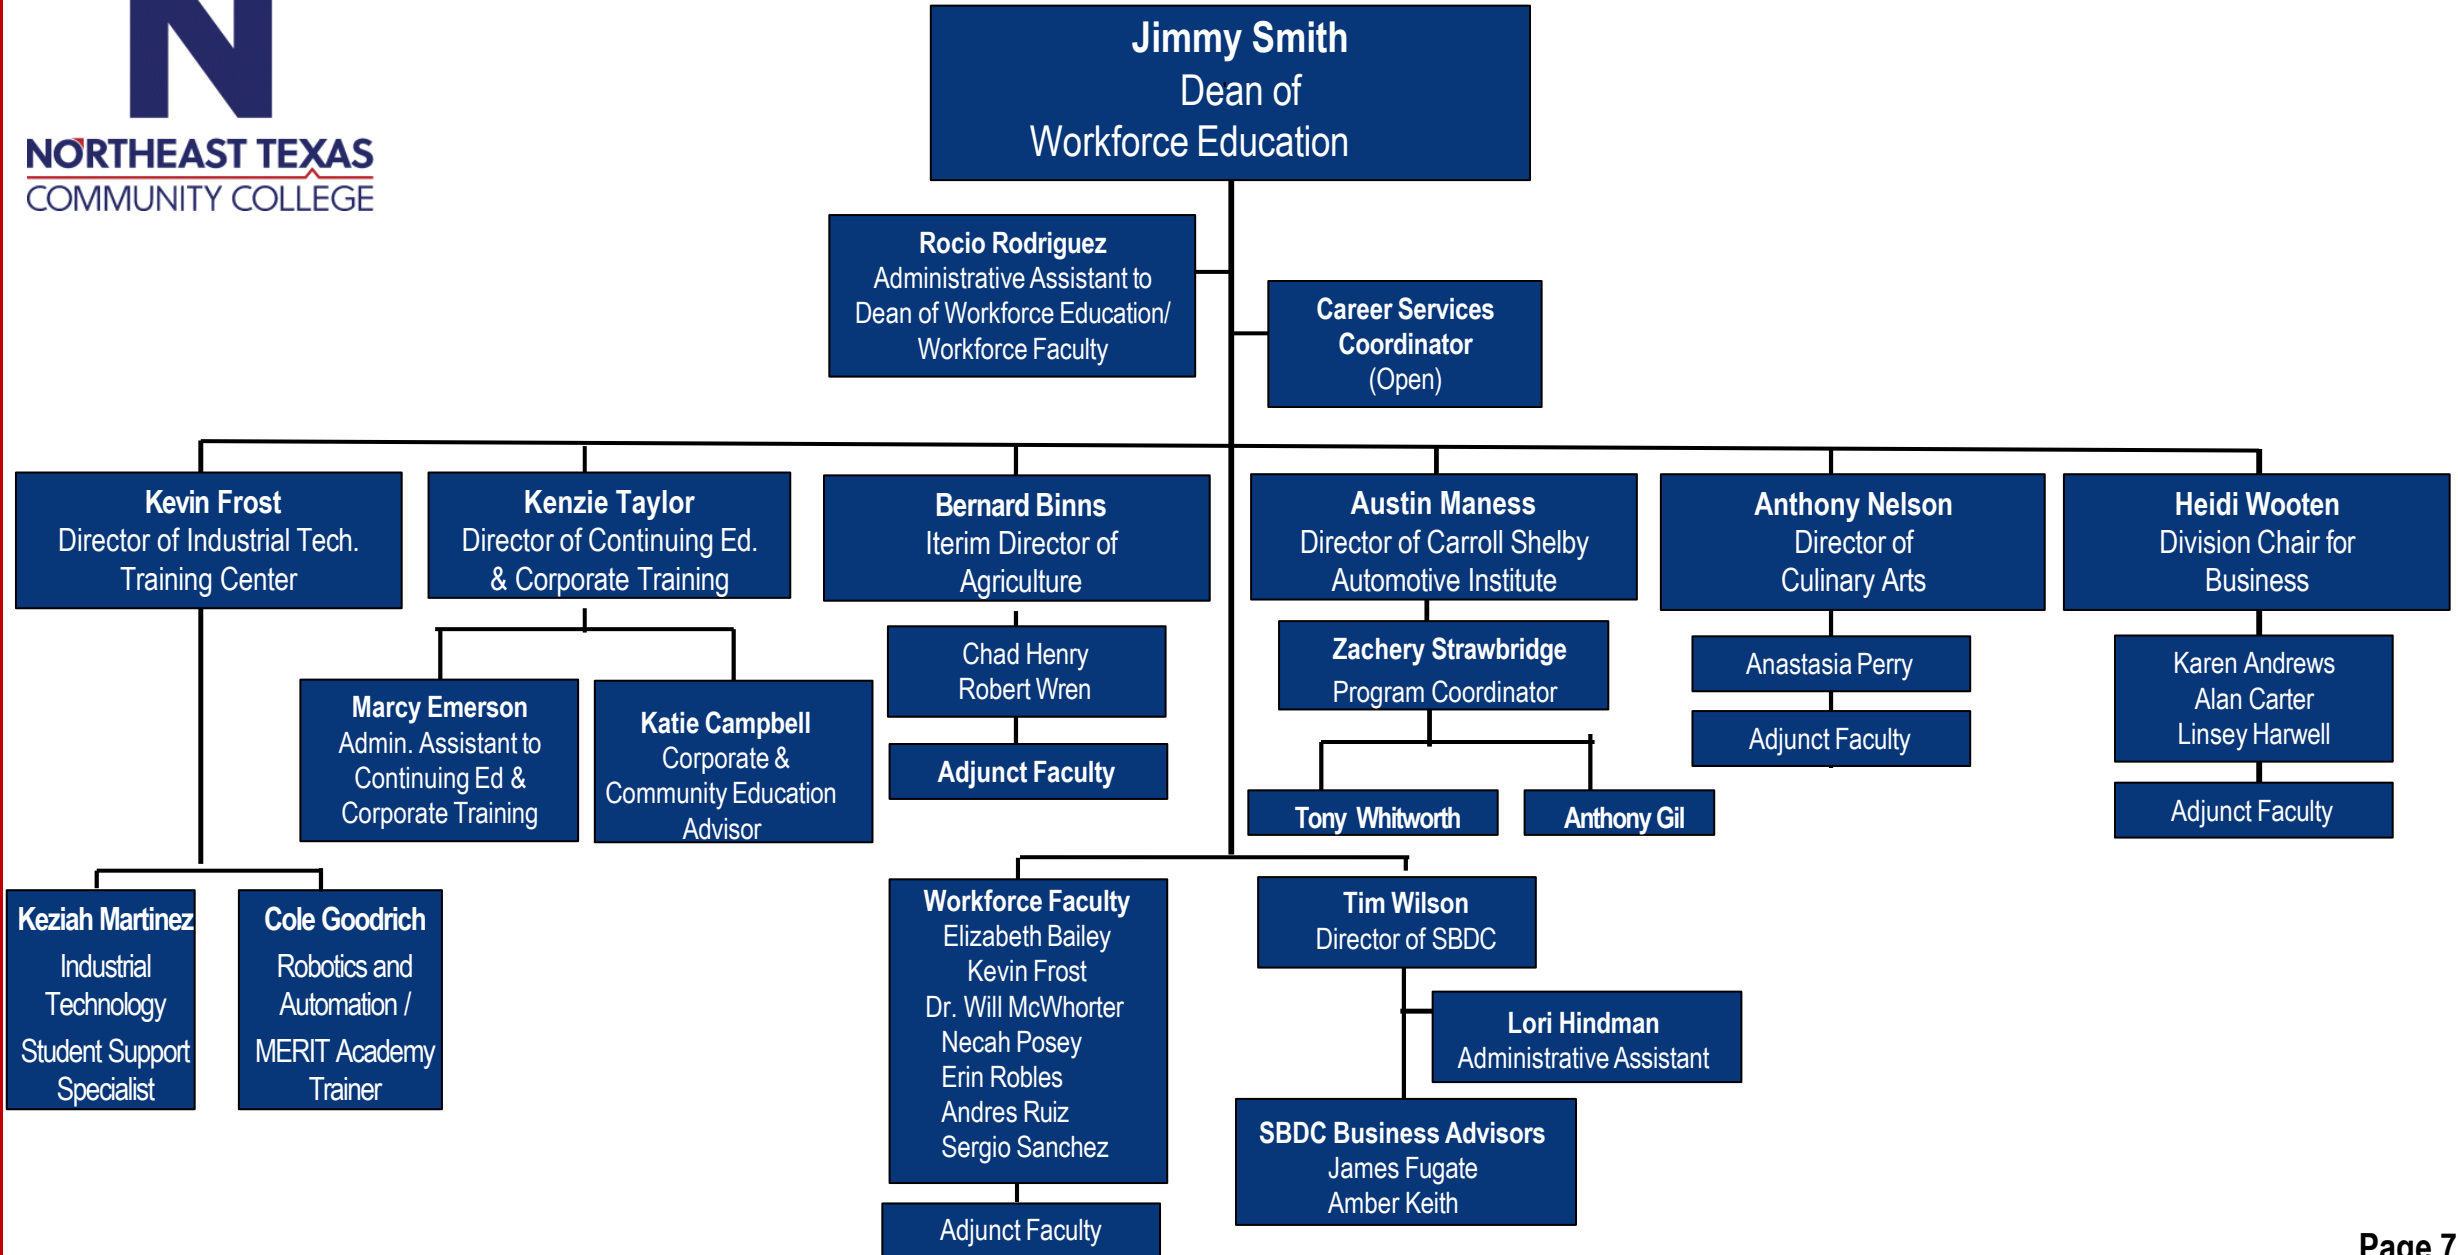 N
NORTHEAST TEXAS
COMMUNITY COLLEGE
Jimmy Smith
Dean of
Workforce Education
Rocio Rodriguez
Administrative Assistant to
Dean of Workforce Education/
Workforce Faculty
Career Services
Coordinator
(Open)
Kevin Frost
Director of Industrial Tech.
Training Center
Kenzie Taylor
Director of Continuing Ed.
& Corporate Training
Bernard Binns
Iterim Director of
Agriculture
Austin Maness
Director of Carroll Shelby
Automotive Institute
Anthony Nelson
Director of
Culinary Arts
Heidi Wooten
Division Chair for
Business
Marcy Emerson
Admin. Assistant to
Continuing Ed &
Corporate Training
Katie Campbell
Corporate &
Community Education
Advisor
Chad Henry
Robert Wren
Adjunct Faculty
Zachery Strawbridge
Program Coordinator
Tony Whitworth
Anthony Gil
Anastasia Perry
Adjunct Faculty
Karen Andrews
Alan Carter
Linsey Harwell
Adjunct Faculty
Keziah Martinez
Industrial
Technology
Student Support
Specialist
Cole Goodrich
Robotics and
Automation /
MERIT Academy
Trainer
Workforce Faculty
Elizabeth Bailey
Kevin Frost
Dr. Will McWhorter
Necah Posey
Erin Robles
Andres Ruiz
Sergio Sanchez
Adjunct Faculty
Tim Wilson
Director of SBDC
Lori Hindman
Administrative Assistant
SBDC Business Advisors
James Fugate
Amber Keith
Page 7